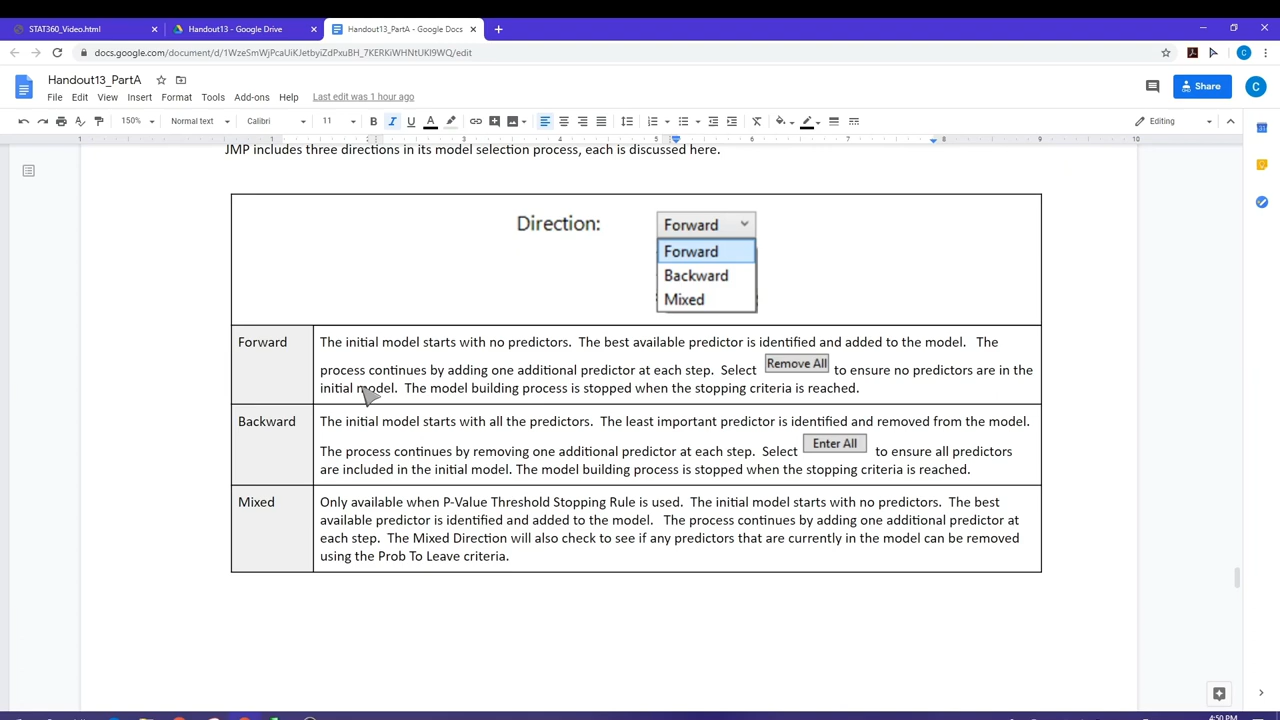 STAT360_Video.html
Handout13 - Google Drive
Handout13_PartA - Google Docs
docs.google.com/document/d/1WzeSmWjPcaUiKJetbyiZdPxuBH_7KERKiWHNtUKI9WQ/edit
Handout13_PartA
File Edit View Insert Format Tools Add-ons Help Last edit was 1 hour ago
Share
C
150% Normal text Calibri 11 Editing
JMP includes three directions in its model selection process, each is discussed here.
Direction: Forward
Forward
Backward
Mixed
Forward The initial model starts with no predictors. The best available predictor is identified and added to the model. The
process continues by adding one additional predictor at each step. Select Remove All to ensure no predictors are in the
initial model. The model building process is stopped when the stopping criteria is reached.
Backward The initial model starts with all the predictors. The least important predictor is identified and removed from the model.
The process continues by removing one additional predictor at each step. Select Enter All to ensure all predictors
are included in the initial model. The model building process is stopped when the stopping criteria is reached.
Mixed Only available when P-Value Threshold Stopping Rule is used. The initial model starts with no predictors. The best
available predictor is identified and added to the model. The process continues by adding one additional predictor at
each step. The Mixed Direction will also check to see if any predictors that are currently in the model can be removed
using the Prob To Leave criteria.
4:50 PM